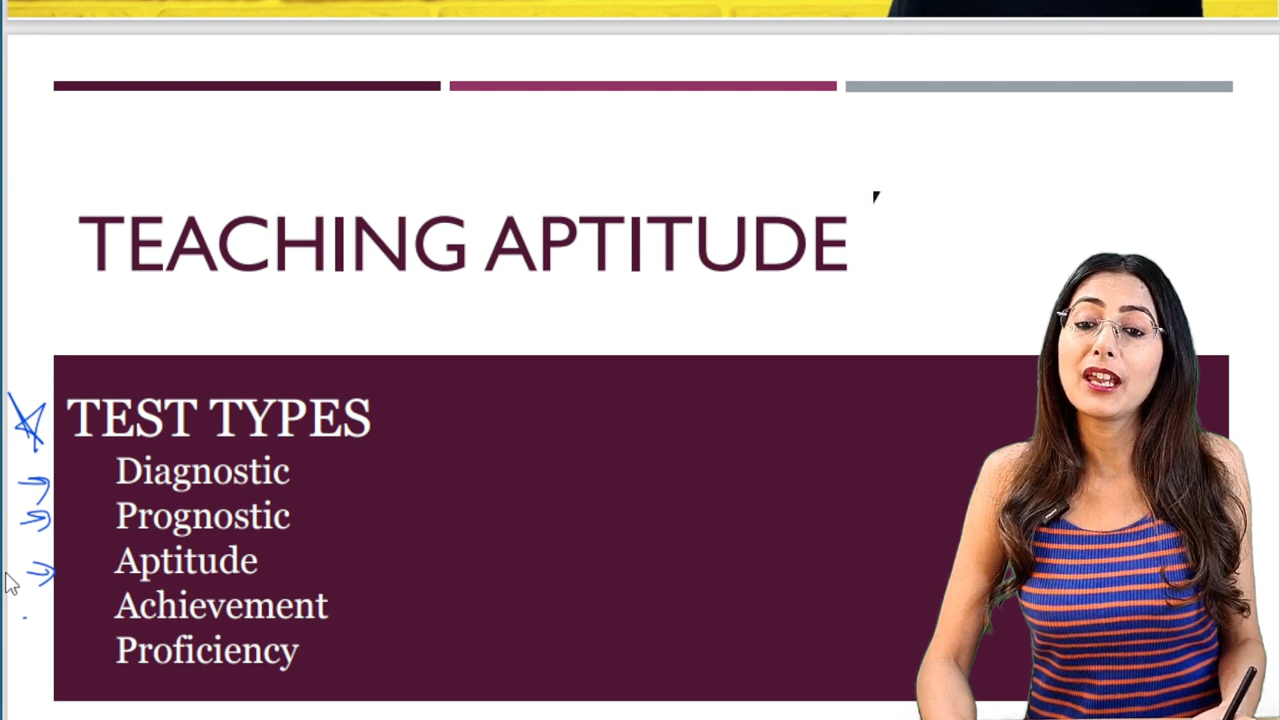 TEACHING APTITUDE
TEST TYPES
Diagnostic
Prognostic
Aptitude
Achievement
Proficiency